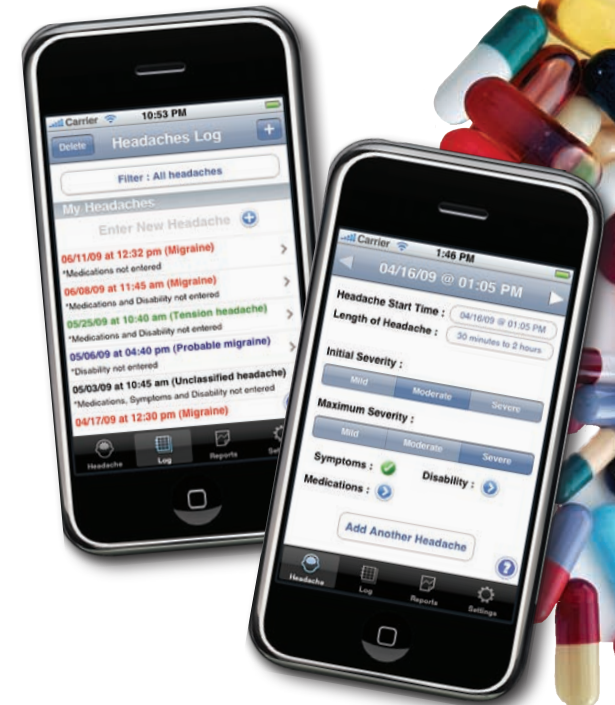 Carrier 10:53 PM
Delete Headaches Log +
Filter : All headaches
My Headaches
Enter New Headache +
06/11/09 at 12:32 pm (Migraine)
*Medications not entered
06/08/09 at 11:45 am (Migraine)
*Medications and Disability not entered
05/25/09 at 10:40 am (Tension headache)
*Medications and Disability not entered
05/06/09 at 04:40 pm (Probable migraine)
*Disability not entered
05/03/09 at 10:45 am (Unclassified headache)
*Medications, Symptoms and Disability not entered
04/17/09 at 12:30 pm (Migraine)
Headache Log Reports
Carrier 1:46 PM
04/16/09 @ 01:05 PM
Headache Start Time : 04/16/09 @ 01:05 PM
Length of Headache : 30 minutes to 2 hours
Initial Severity :
Mild Moderate Severe
Maximum Severity :
Mild Moderate Severe
Symptoms : Disability :
Medications :
Add Another Headache
?
Headache Log Reports Settings